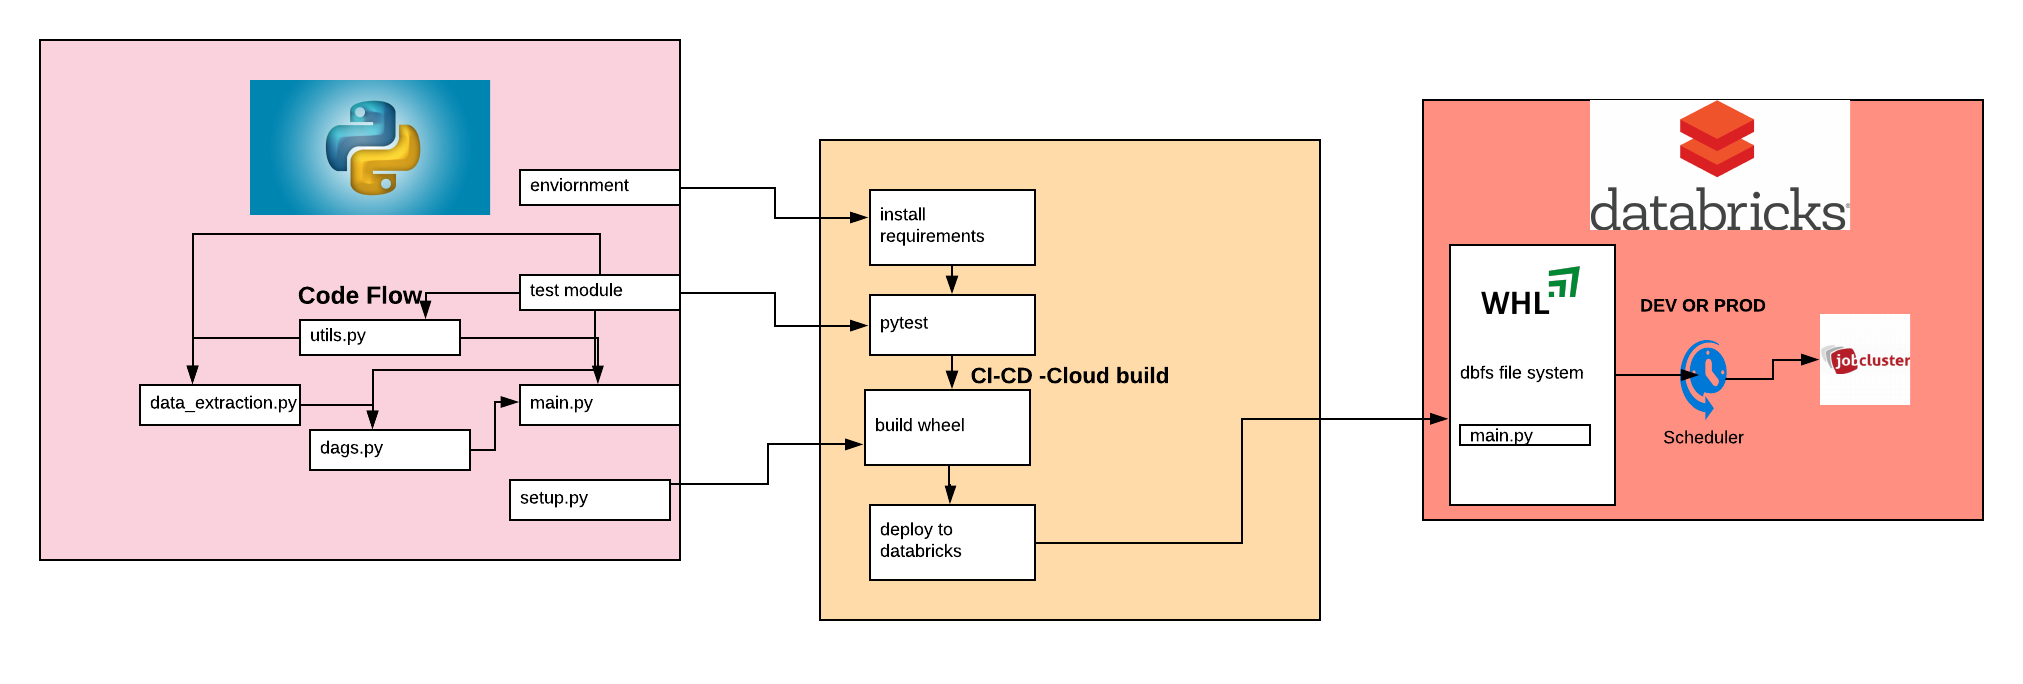 enviornment
test module
Code Flow
utils.py
data_extraction.py
main.py
dags.py
setup.py
install
requirements
pytest
CI-CD -Cloud build
build wheel
deploy to
databricks
databricks
WHL
DEV OR PROD
dbfs file system
jobcluster
main.py
Scheduler